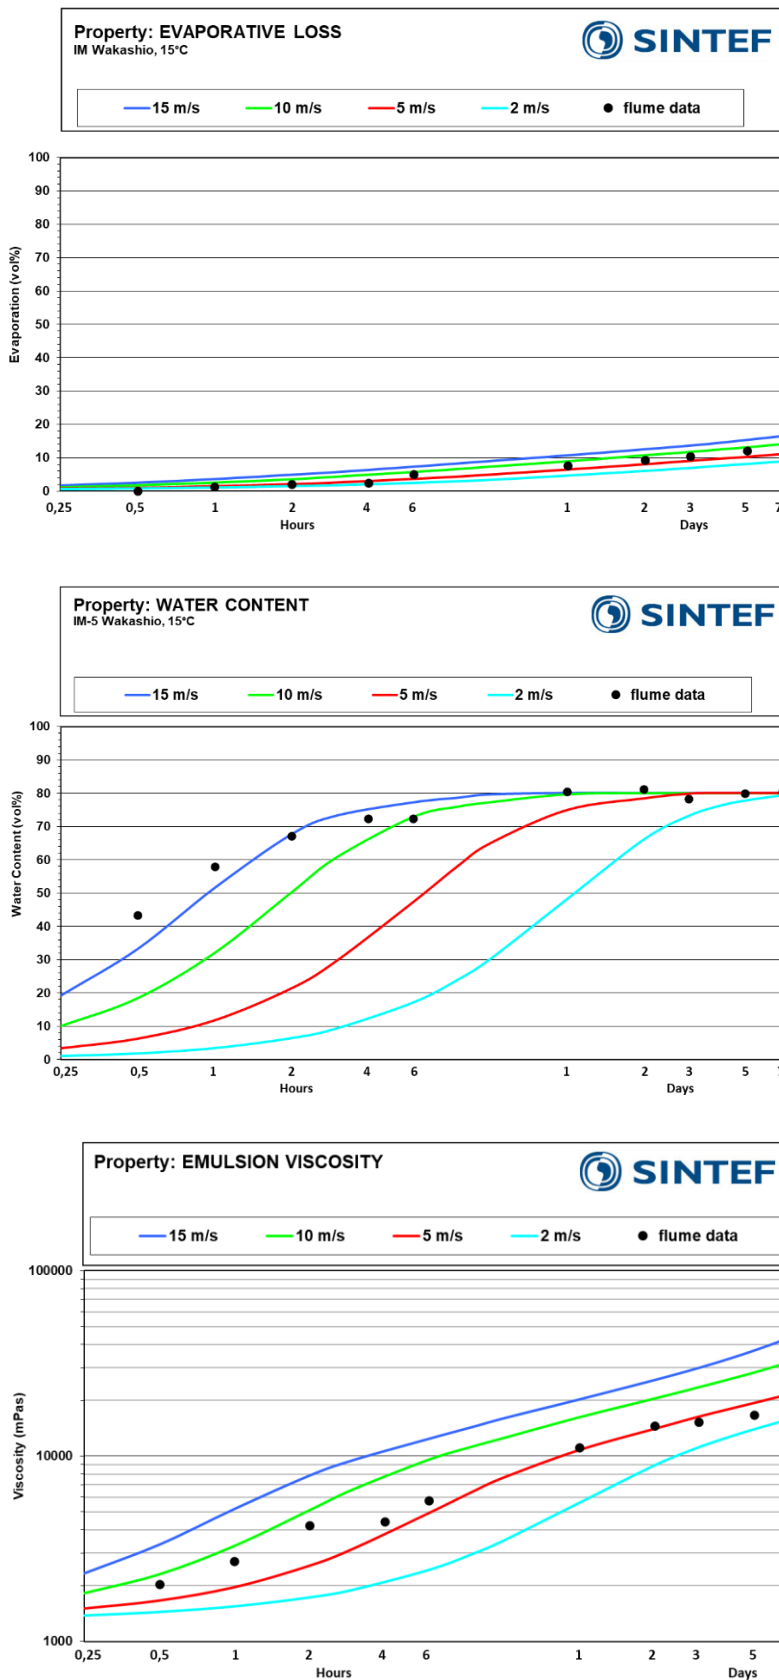 Property: EVAPORATIVE LOSS
IM Wakashio, 15°C
SINTEF
15 m/s 10 m/s 5 m/s 2 m/s flume data
100
90
80
70
60
50
40
30
20
10
0
Evaporation (vol%)
0,25 0,5 1 2 4 6 1 2 3 5 7
Hours Days
Property: WATER CONTENT
IM-5 Wakashio, 15°C
SINTEF
15 m/s 10 m/s 5 m/s 2 m/s flume data
100
90
80
70
60
50
40
30
20
10
0
Water Content (vol%)
0,25 0,5 1 2 4 6 1 2 3 5
Hours Days
Property: EMULSION VISCOSITY
SINTEF
15 m/s 10 m/s 5 m/s 2 m/s flume data
100000
10000
1000
Viscosity (mPas)
0,25 0,5 1 2 4 6 1 2 3 5
Hours Days